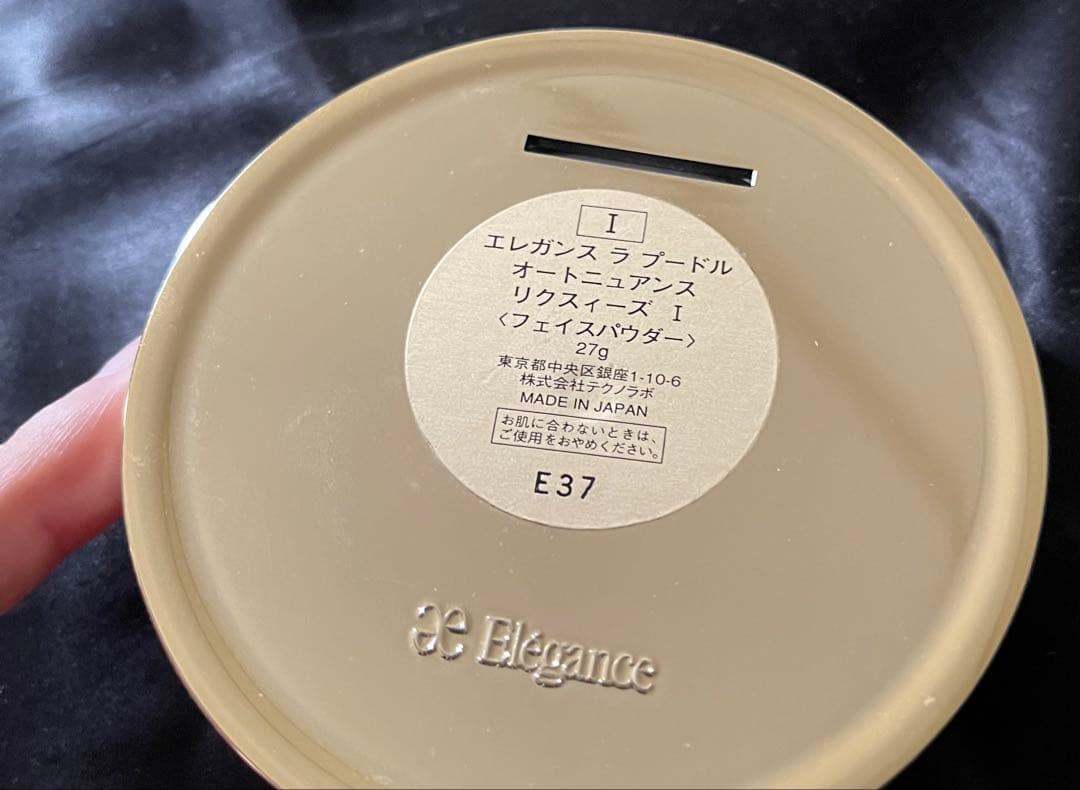 I
エレガンス ラ プードル
オートニュアンス
リクスィーズ I
〈フェイスパウダー〉
27g
東京都中央区銀座1-10-6
株式会社テクノラボ
MADE IN JAPAN
お肌に合わないときは、
ご使用をおやめください。
E37
æ Elégance